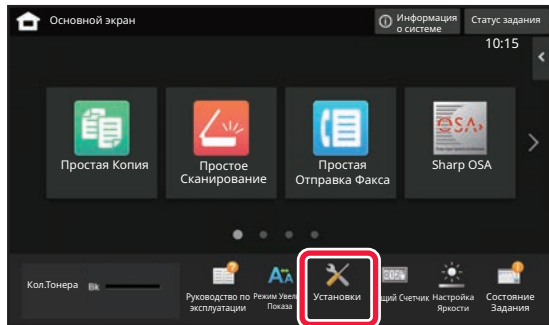 Основной экран
Информация
о системе
Статус задания
10:15
Простая Копия
Простое
Сканирование
Простая
Отправка Факса
OSA
Sharp OSA
Кол.Тонера
Bk
Руководство по
эксплуатации
Режим Увел
Показа
Установки
щий Счетчик
Настройка
Яркости
Состояние
Задания